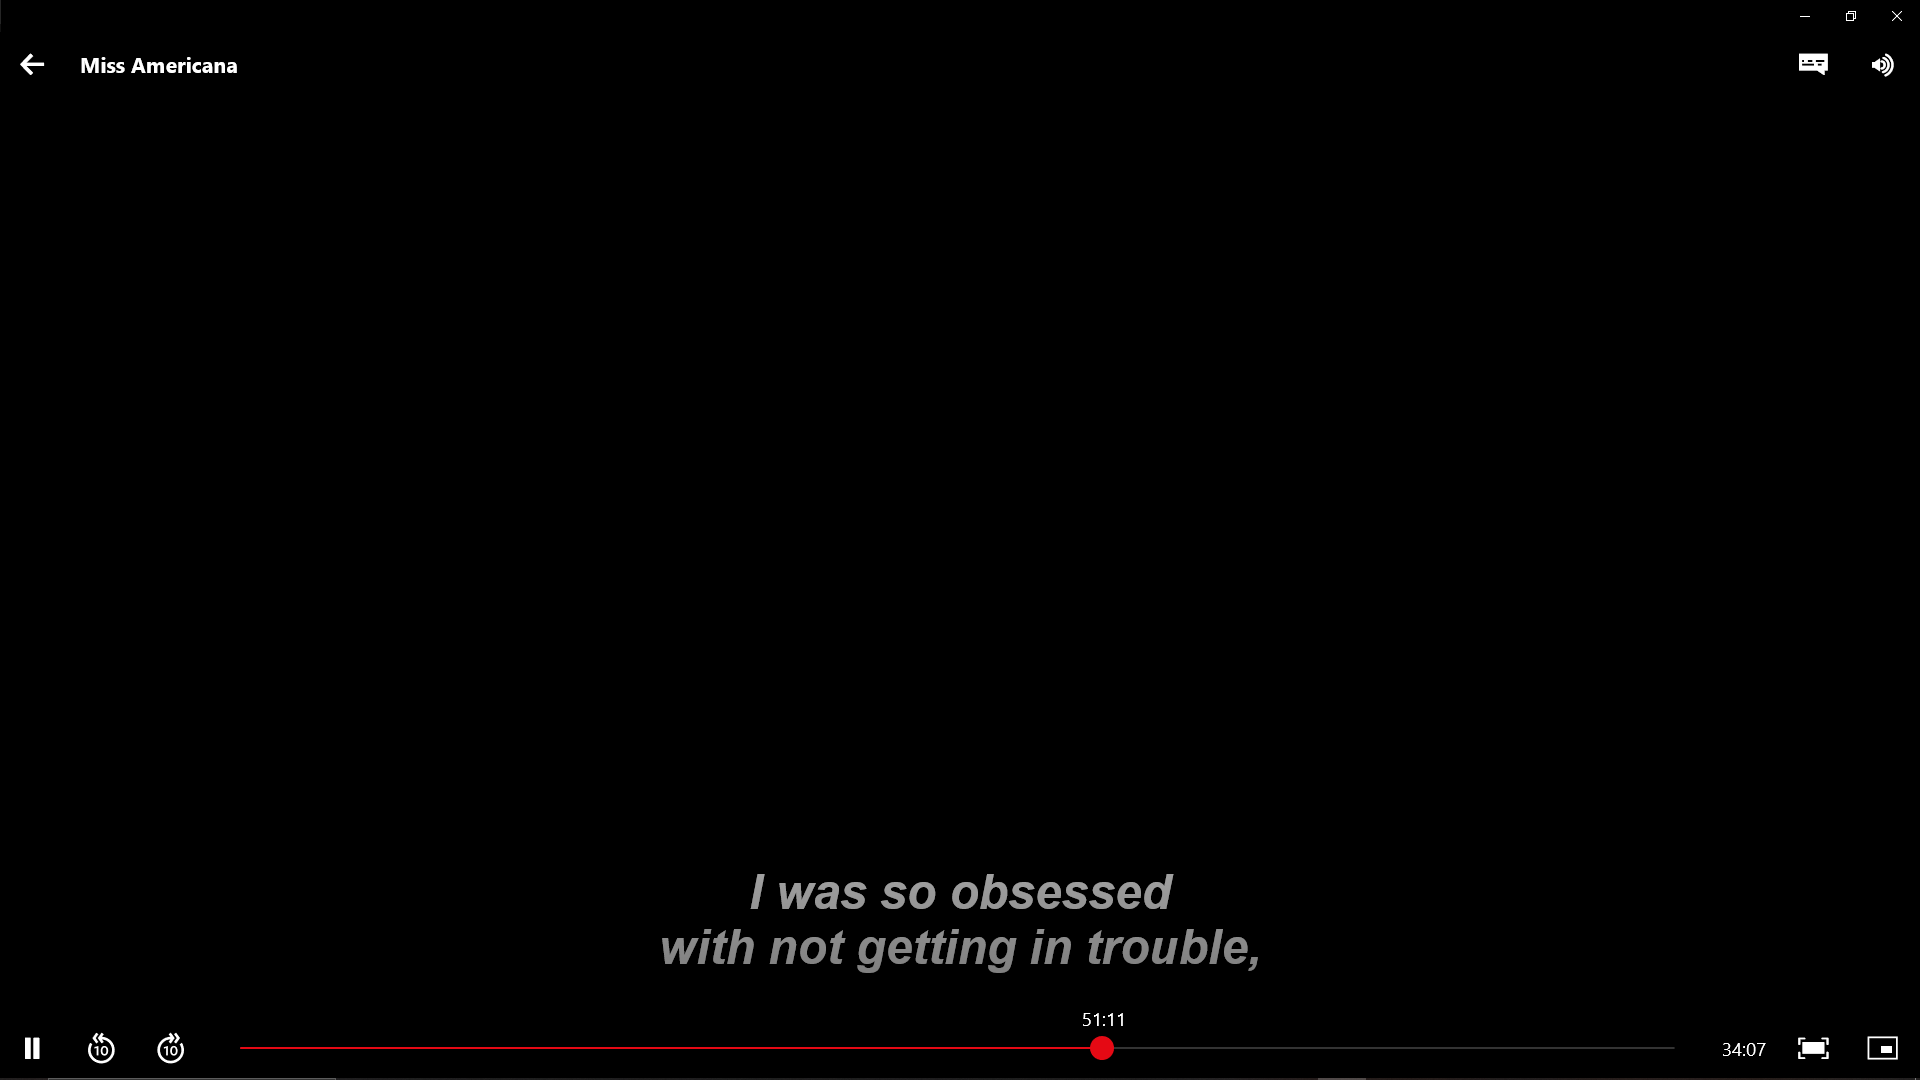 Miss Americana
I was so obsessed
with not getting in trouble,
51:11
10
10
34:07